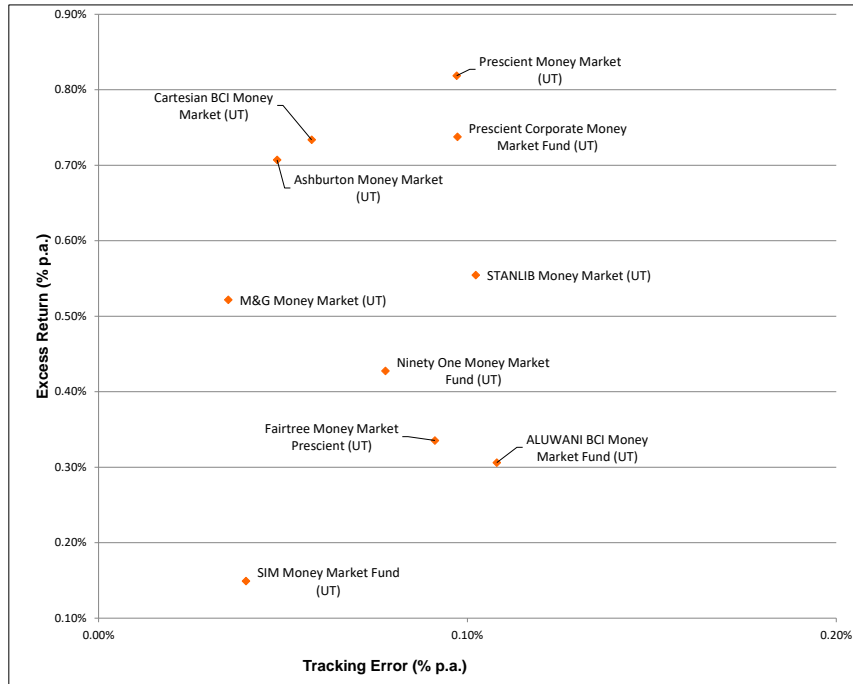 0.90%
Prescient Money Market
(UT)
0.80%
Cartesian BCI Money
Market (UT)
Prescient Corporate Money
Market Fund (UT)
0.70%
Ashburton Money Market
(UT)
0.60%
STANLIB Money Market (UT)
M&G Money Market (UT)
0.50%
Excess Return (% p.a.)
Ninety One Money Market
Fund (UT)
0.40%
Fairtree Money Market
Prescient (UT)
ALUWANI BCI Money
Market Fund (UT)
0.30%
0.20%
SIM Money Market Fund
(UT)
0.10%
0.00%
0.10%
0.20%
Tracking Error (% p.a.)